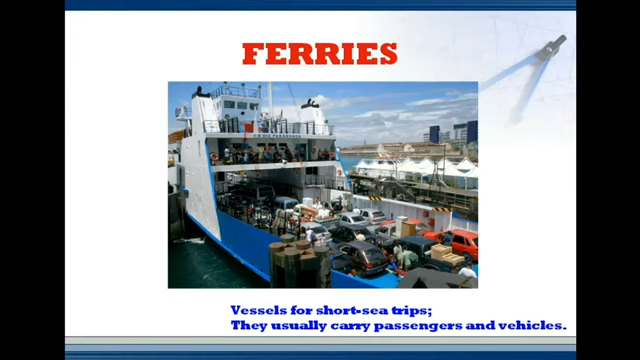 FERRIES
Vessels for short-sea trips;
They usually carry passengers and vehicles.